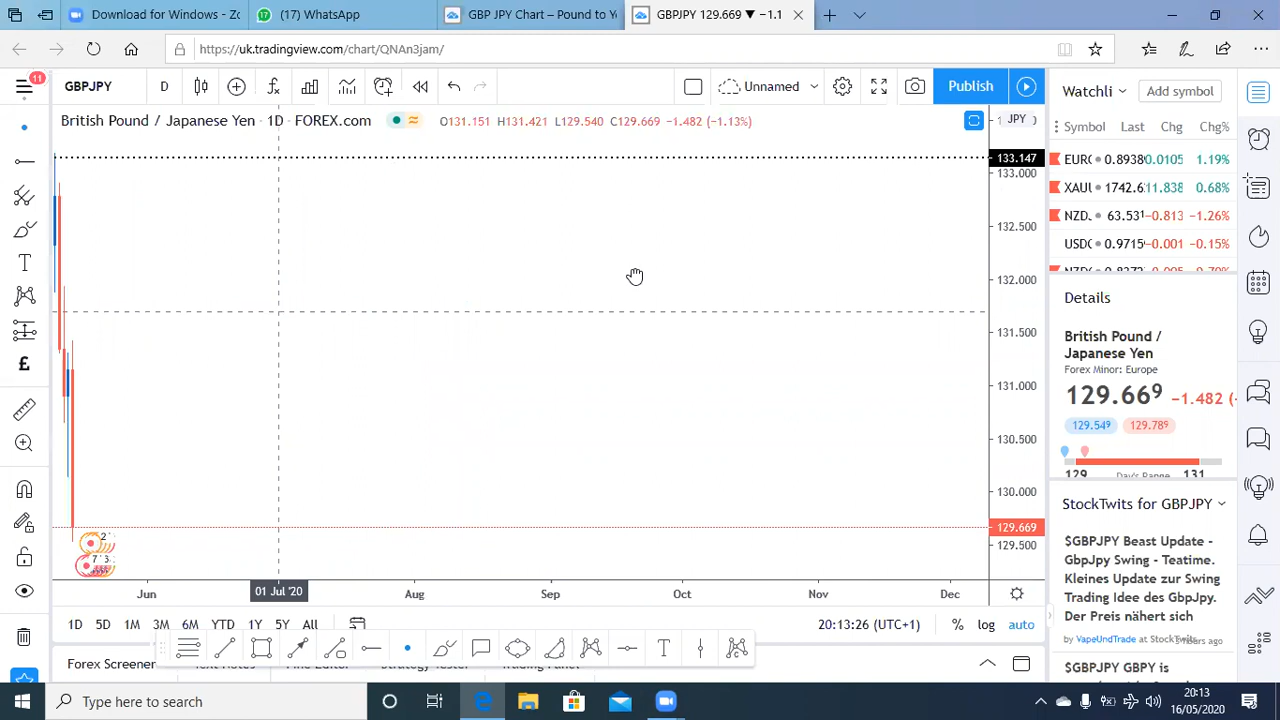 Download for Windows - Zo
(17) WhatsApp
GBP JPY Chart — Pound to Ye
GBPJPY 129.669 ▼ −1.1
https://uk.tradingview.com/chart/QNAn3jam/
11
GBPJPY D
Unnamed
Publish
Watchli
Add symbol
British Pound / Japanese Yen · 1D · FOREX.com
O131.151 H131.421 L129.540 C129.669 −1.482 (−1.13%)
JPY
Symbol Last Chg Chg%
133.147
133.000
132.500
132.000
131.500
131.000
130.500
130.000
129.669
129.500
EUR 0.8938 0.0105 1.19%
XAU 1742.6 11.838 0.68%
NZD 63.531 −0.813 −1.26%
USD 0.9715 −0.001 −0.15%
Details
British Pound /
Japanese Yen
Forex Minor: Europe
129.669 −1.482
129.549 129.789
129 Day's Range 131
StockTwits for GBPJPY
$GBPJPY Beast Update -
GbpJpy Swing - Teatime.
Kleines Update zur Swing
Trading Idee des GbpJpy.
Der Preis nähert sich
by VapeUndTrade at StockTwits
$GBPJPY GBPY is
Jun 01 Jul '20 Aug Sep Oct Nov Dec
1D 5D 1M 3M 6M YTD 1Y 5Y All
20:13:26 (UTC+1) % log auto
Forex Screener Text Notes Pine Editor Strategy Tester Trading Panel
Type here to search
20:13
16/05/2020